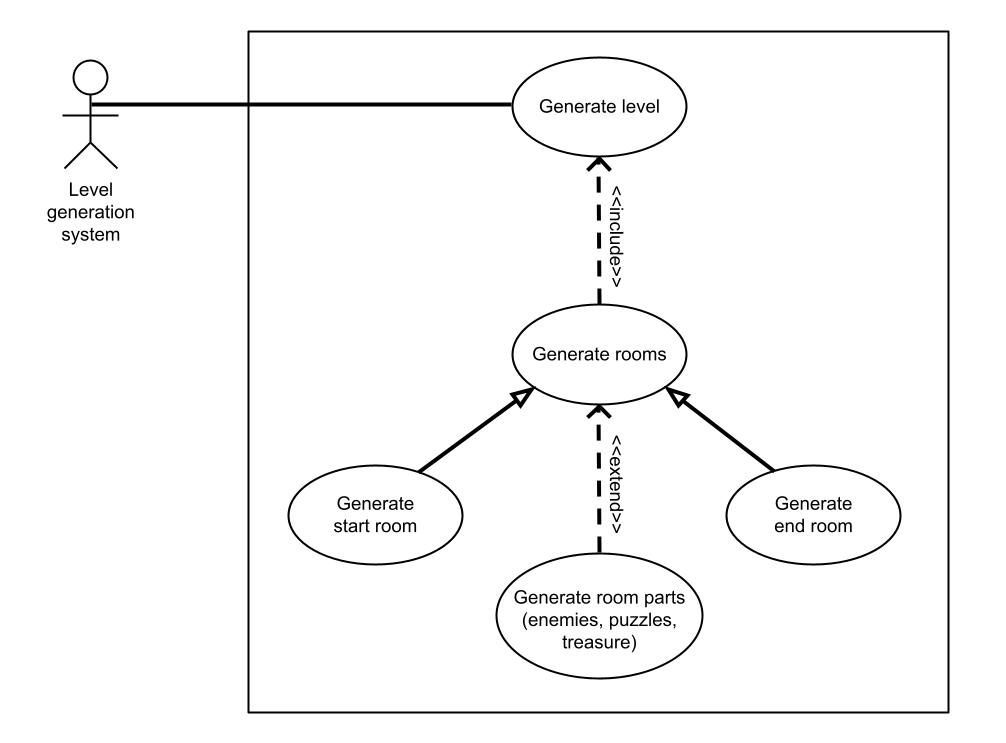 Generate level
Level
generation
system
<<include>>
Generate rooms
<<extend>>
Generate
start room
Generate
end room
Generate room parts
(enemies, puzzles,
treasure)